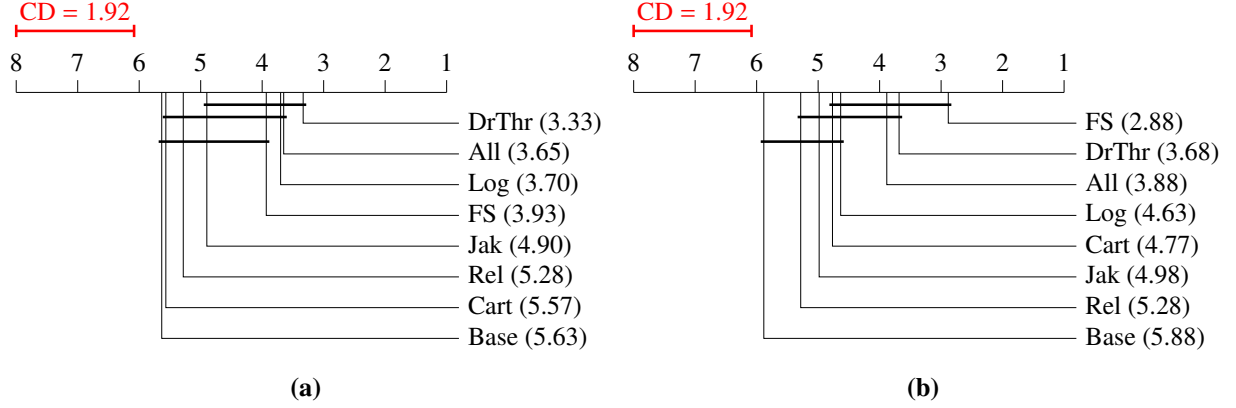 CD = 1.92
8 7 6 5 4 3 2 1
DrThr (3.33)
All (3.65)
Log (3.70)
FS (3.93)
Jak (4.90)
Rel (5.28)
Cart (5.57)
Base (5.63)
(a)
CD = 1.92
8 7 6 5 4 3 2 1
FS (2.88)
DrThr (3.68)
All (3.88)
Log (4.63)
Cart (4.77)
Jak (4.98)
Rel (5.28)
Base (5.88)
(b)